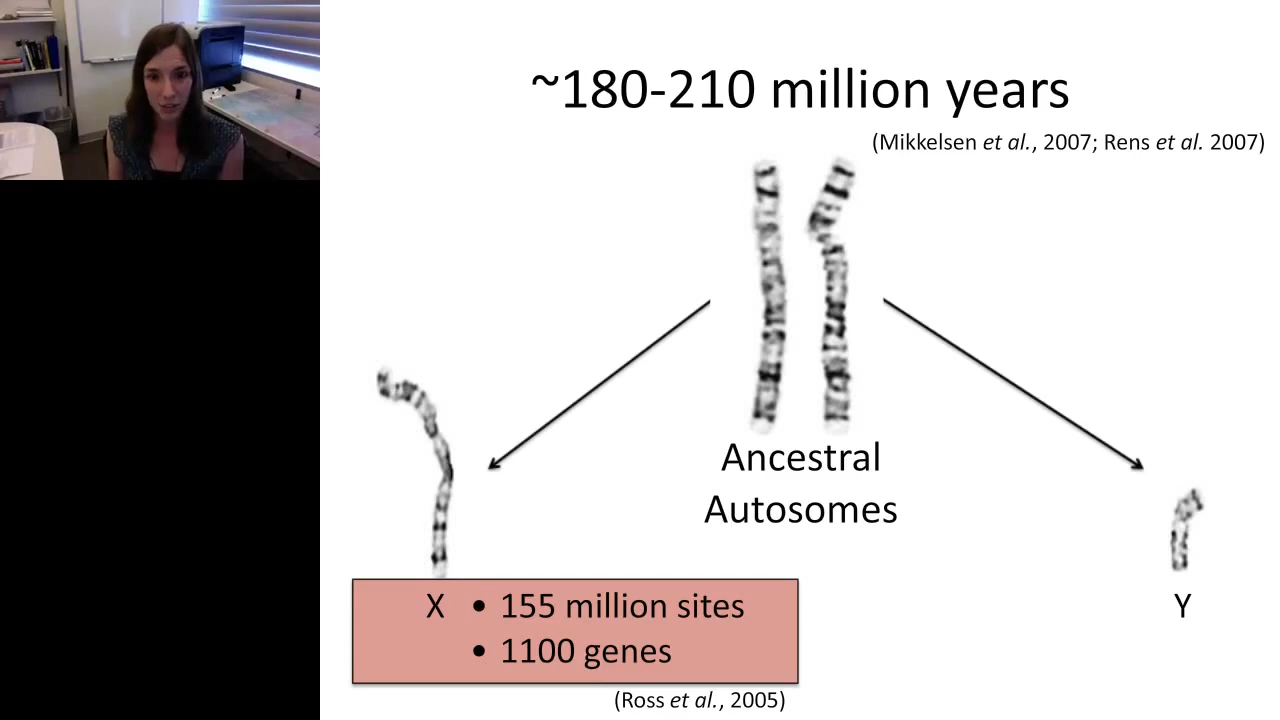 ~180-210 million years
(Mikkelsen et al., 2007; Rens et al. 2007)
Ancestral
Autosomes
X • 155 million sites
• 1100 genes
(Ross et al., 2005)
Y